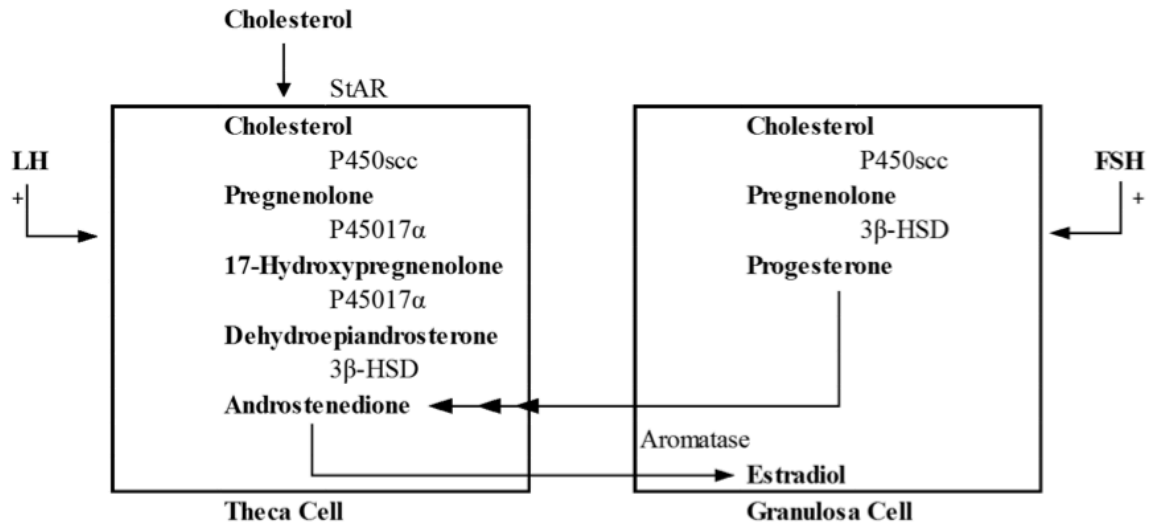 Cholesterol
StAR
Cholesterol
P450scc
LH
+
Pregnenolone
P45017α
17-Hydroxypregnenolone
P45017α
Dehydroepiandrosterone
3β-HSD
Androstenedione
Theca Cell
Cholesterol
P450scc
FSH
+
Pregnenolone
3β-HSD
Progesterone
Aromatase
Estradiol
Granulosa Cell